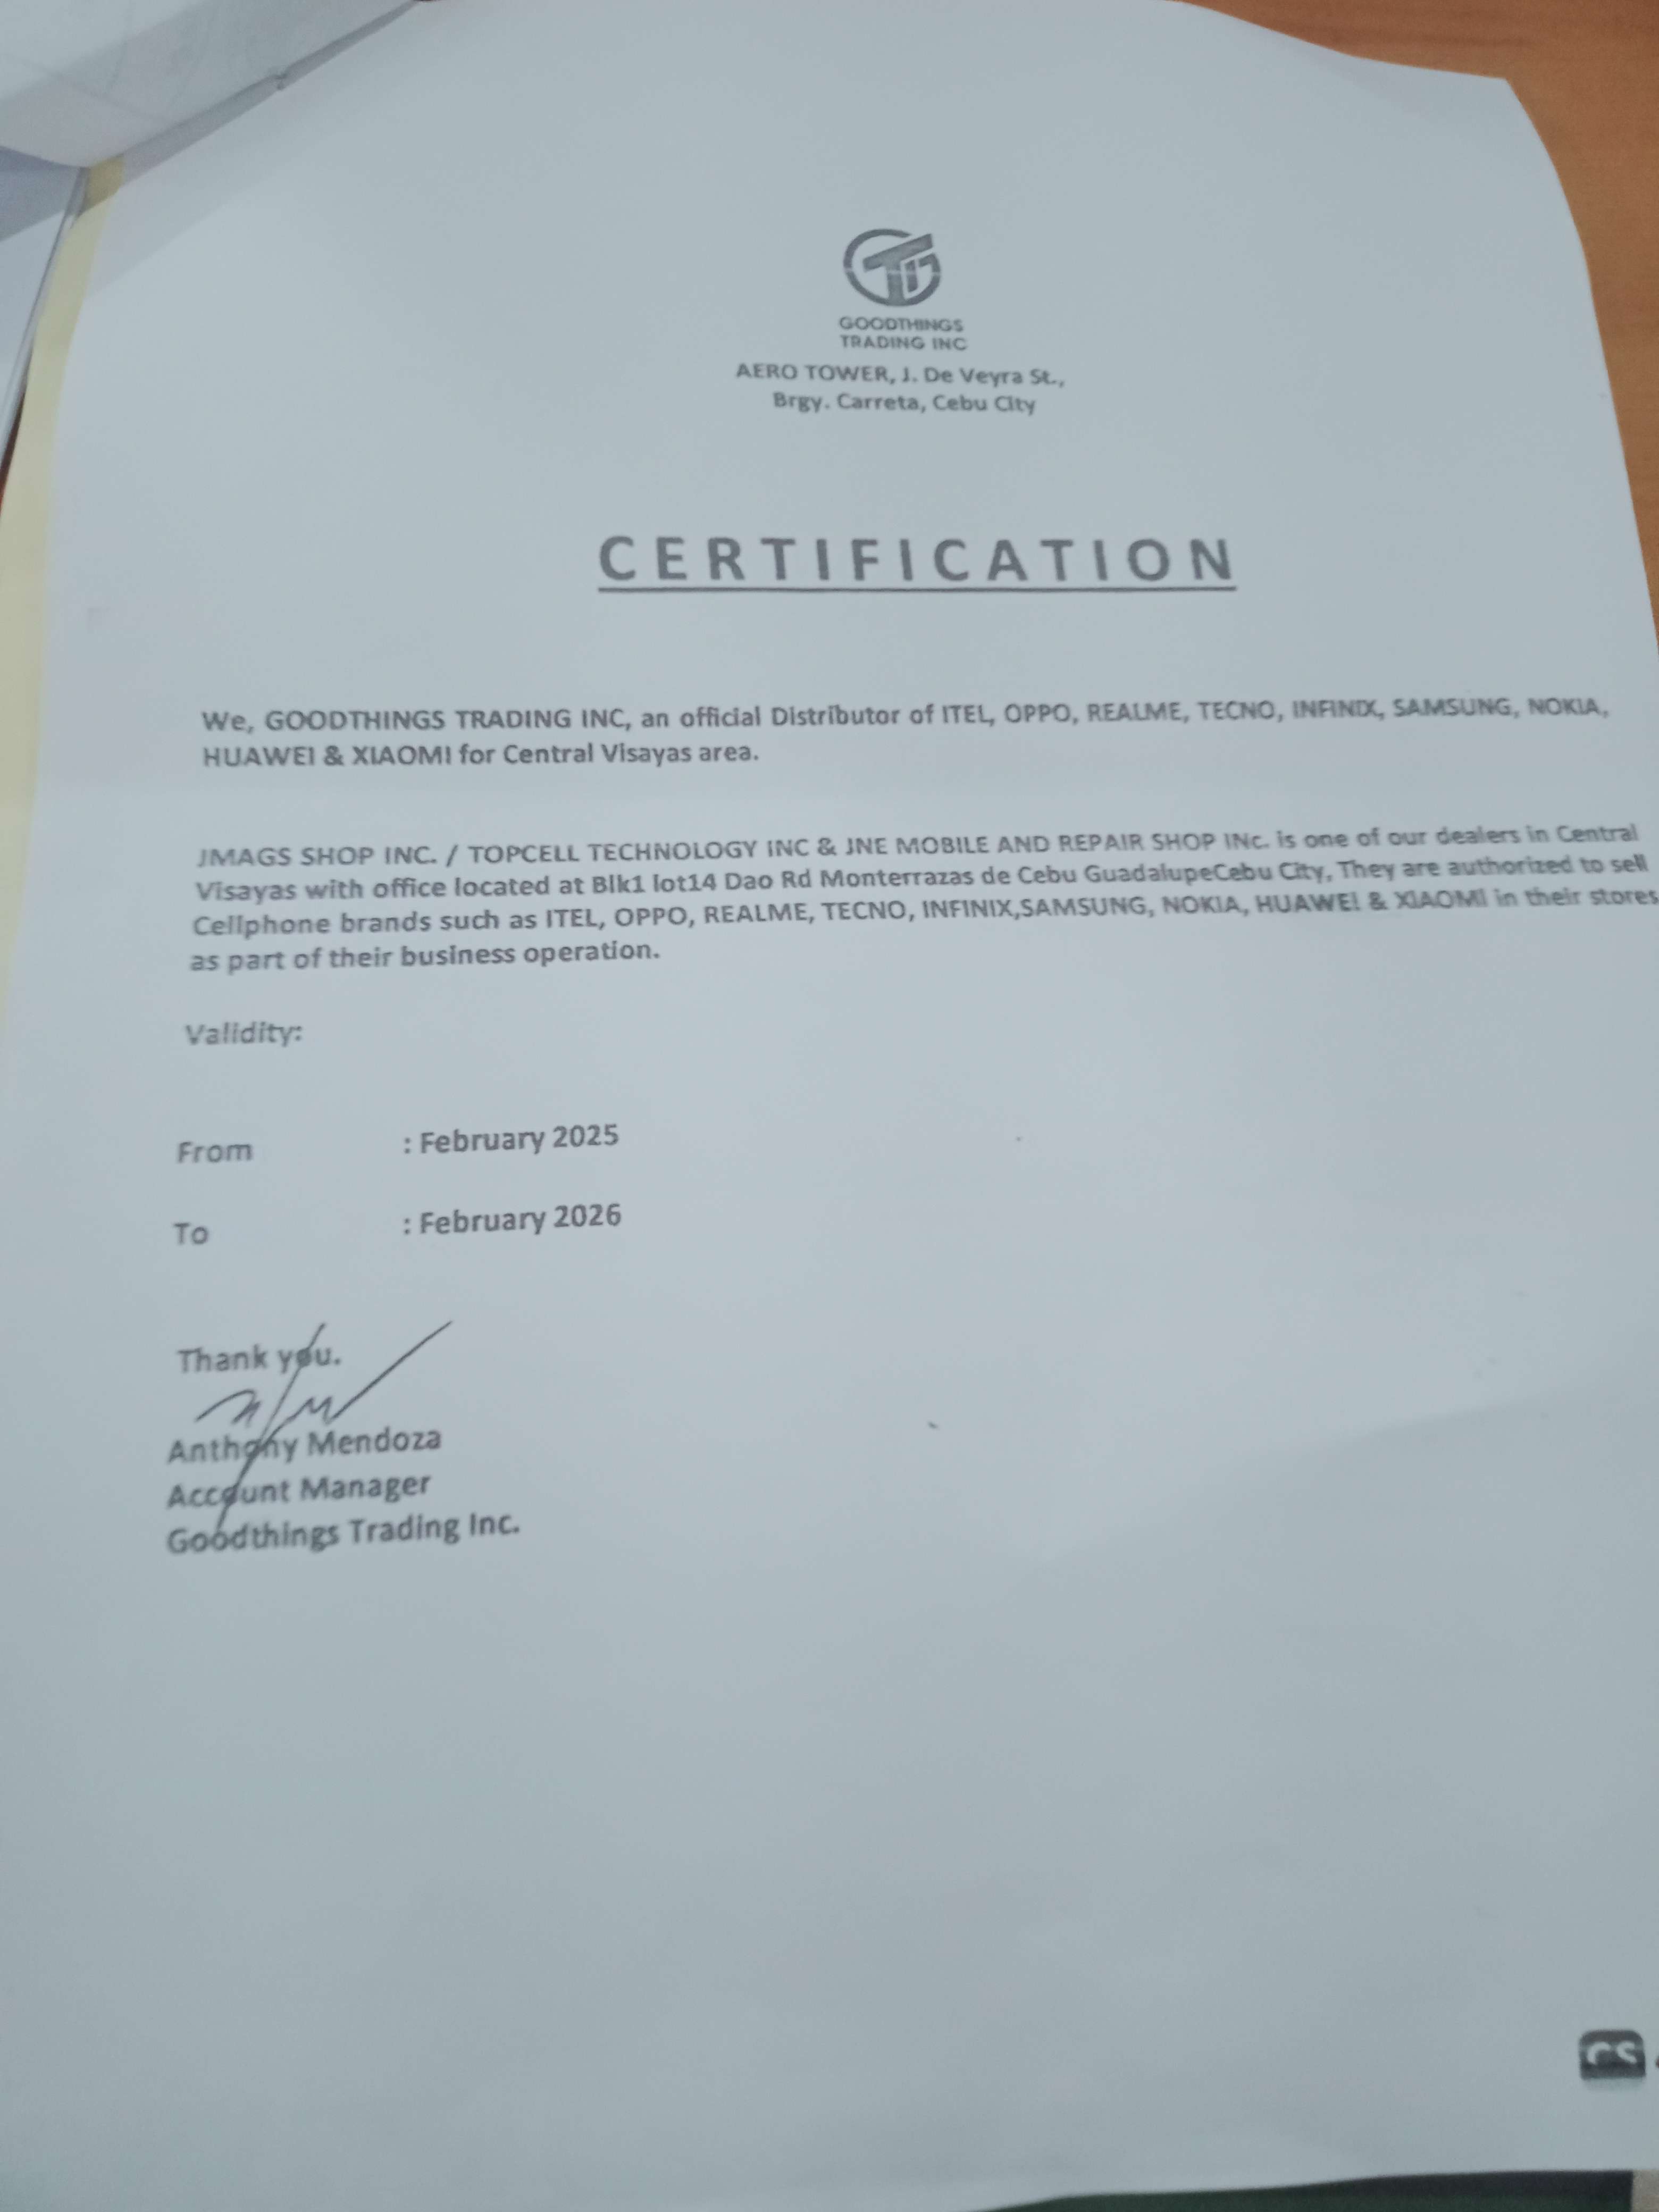 GOODTHINGS
TRADING INC
AERO TOWER, J. De Veyra St.,
Brgy. Carreta, Cebu City
CERTIFICATION
We, GOODTHINGS TRADING INC, an official Distributor of ITEL, OPPO, REALME, TECNO, INFINIX, SAMSUNG, NOKIA,
HUAWEI & XIAOMI for Central Visayas area.
JMAGS SHOP INC. / TOPCELL TECHNOLOGY INC & JNE MOBILE AND REPAIR SHOP INc. is one of our dealers in Central
Visayas with office located at Blk1 lot14 Dao Rd Monterrazas de Cebu GuadalupeCebu City, They are authorized to sell
Cellphone brands such as ITEL, OPPO, REALME, TECNO, INFINIX,SAMSUNG, NOKIA, HUAWEI & XIAOMI in their stores
as part of their business operation.
Validity:
From : February 2025
To : February 2026
Thank you.
Anthony Mendoza
Account Manager
Goodthings Trading Inc.
CS